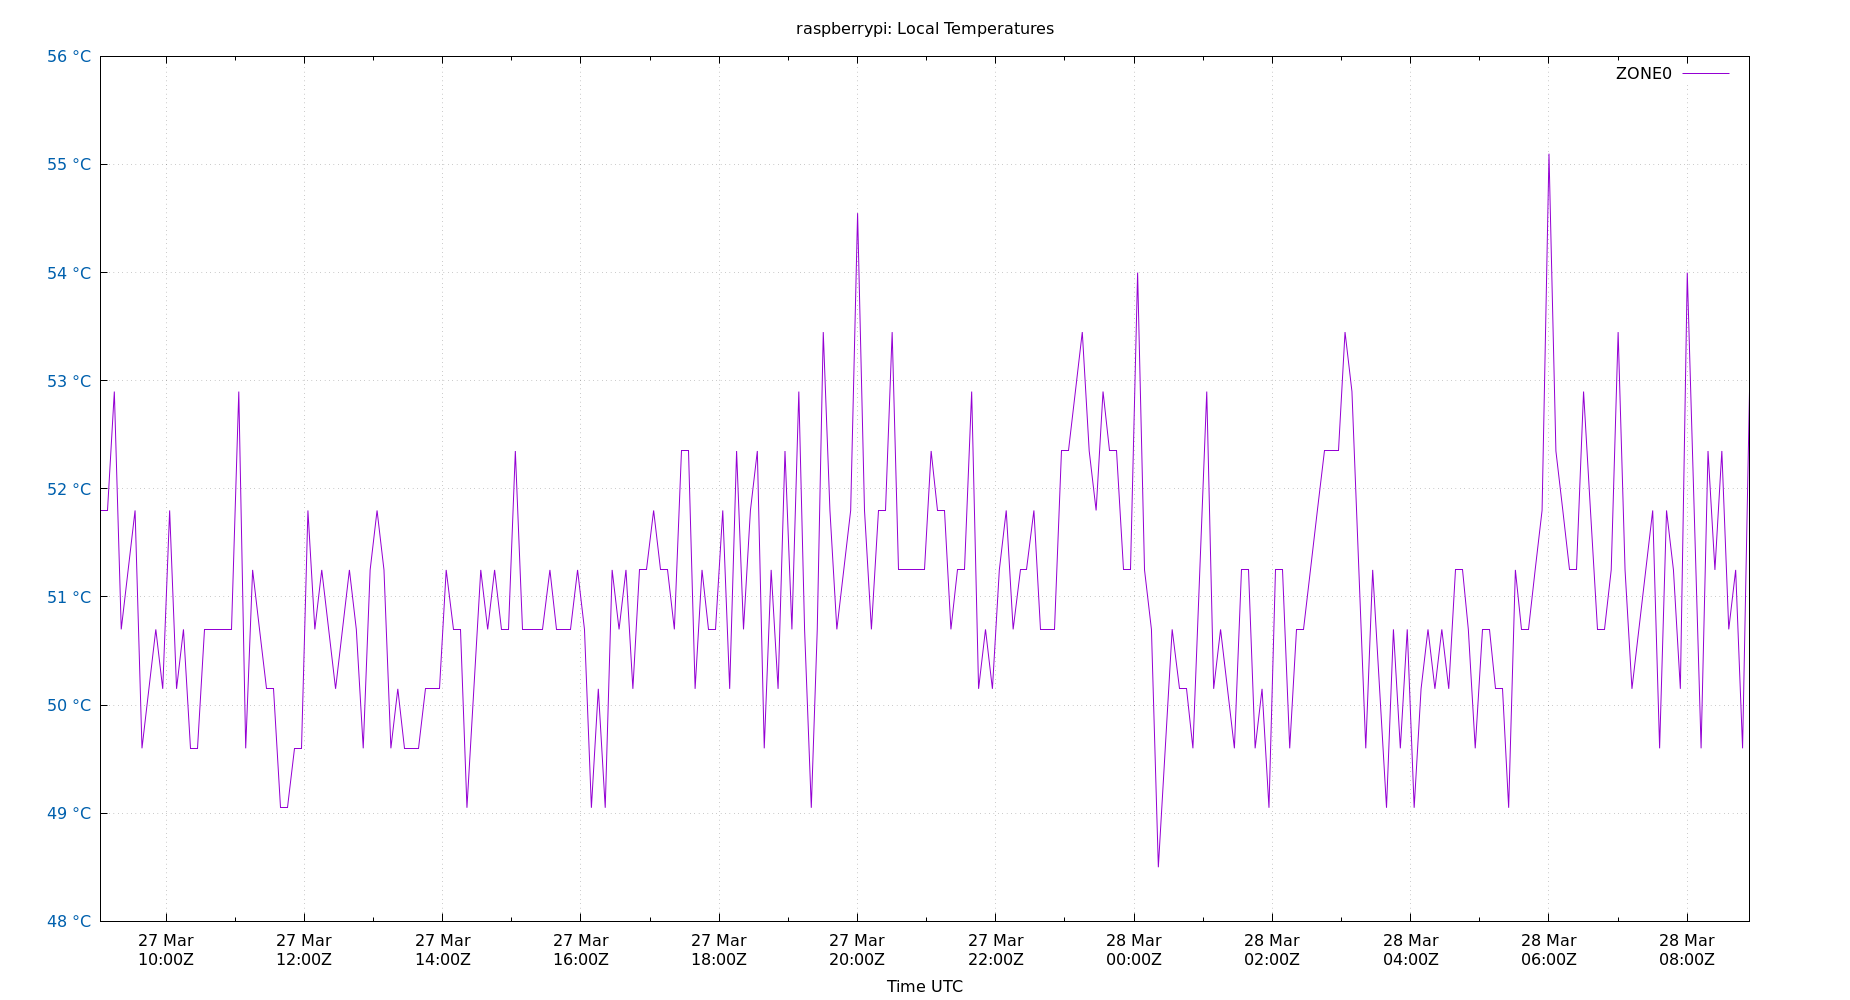 raspberrypi: Local Temperatures
ZONE0
56 °C
55 °C
54 °C
53 °C
52 °C
51 °C
50 °C
49 °C
48 °C
27 Mar 27 Mar 27 Mar 27 Mar 27 Mar 27 Mar 27 Mar 28 Mar 28 Mar 28 Mar 28 Mar 28 Mar
10:00Z 12:00Z 14:00Z 16:00Z 18:00Z 20:00Z 22:00Z 00:00Z 02:00Z 04:00Z 06:00Z 08:00Z
Time UTC